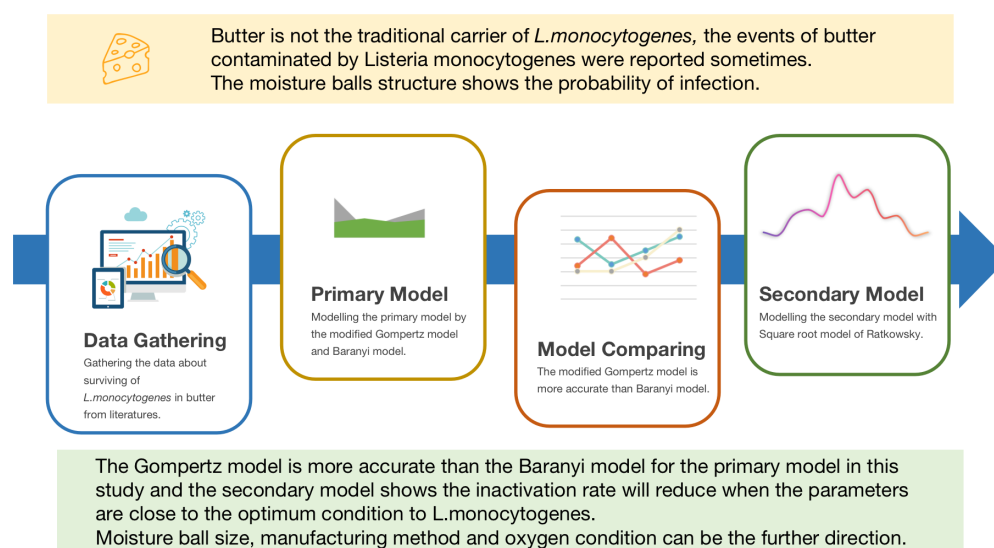 Butter is not the traditional carrier of L.monocytogenes, the events of butter
contaminated by Listeria monocytogenes were reported sometimes.
The moisture balls structure shows the probability of infection.
Data Gathering
Gathering the data about
surviving of
L.monocytogenes in butter
from literatures.
Primary Model
Modelling the primary model by
the modified Gompertz model
and Baranyi model.
Model Comparing
The modified Gompertz model is
more accurate than Baranyi model.
Secondary Model
Modelling the secondary model with
Square root model of Ratkowsky.
The Gompertz model is more accurate than the Baranyi model for the primary model in this
study and the secondary model shows the inactivation rate will reduce when the parameters
are close to the optimum condition to L.monocytogenes.
Moisture ball size, manufacturing method and oxygen condition can be the further direction.